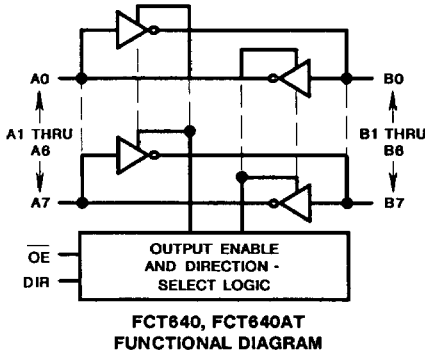 A0
B0
A1 THRU
A6
B1 THRU
B6
A7
B7
OE
DIR
OUTPUT ENABLE
AND DIRECTION -
SELECT LOGIC
FCT640, FCT640AT
FUNCTIONAL DIAGRAM